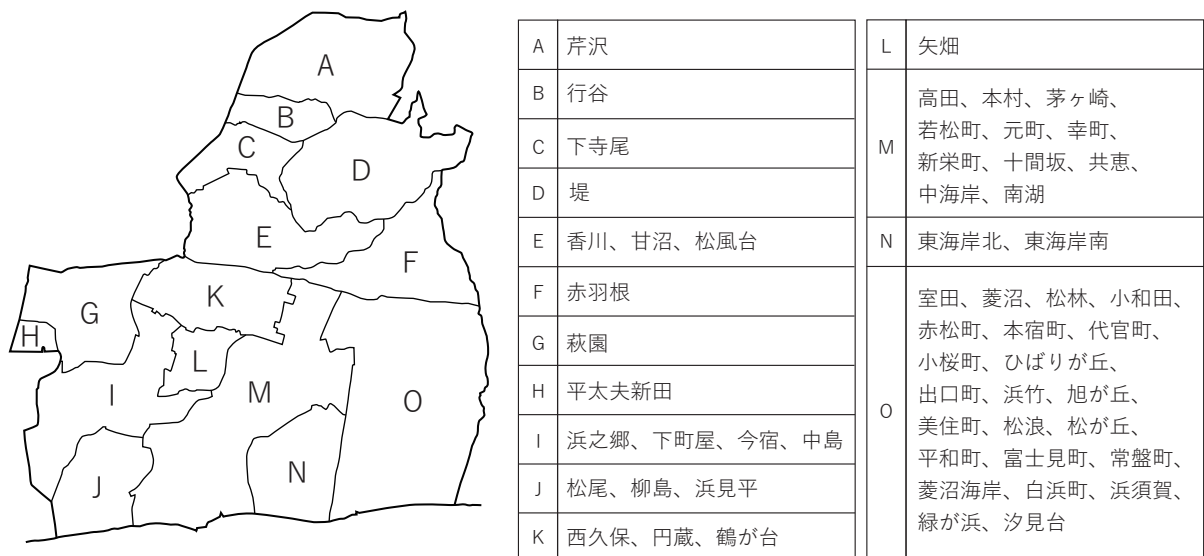 A
B
C
D
E
F
K
G
H
L
I
M
O
N
J
A 芹沢
B 行谷
C 下寺尾
D 堤
E 香川、甘沼、松風台
F 赤羽根
G 萩園
H 平太夫新田
I 浜之郷、下町屋、今宿、中島
J 松尾、柳島、浜見平
K 西久保、円蔵、鶴が台
L 矢畑
M 高田、本村、茅ヶ崎、
若松町、元町、幸町、
新栄町、十間坂、共恵、
中海岸、南湖
N 東海岸北、東海岸南
O 室田、菱沼、松林、小和田、
赤松町、本宿町、代官町、
小桜町、ひばりが丘、
出口町、浜竹、旭が丘、
美住町、松浪、松が丘、
平和町、富士見町、常盤町、
菱沼海岸、白浜町、浜須賀、
緑が浜、汐見台